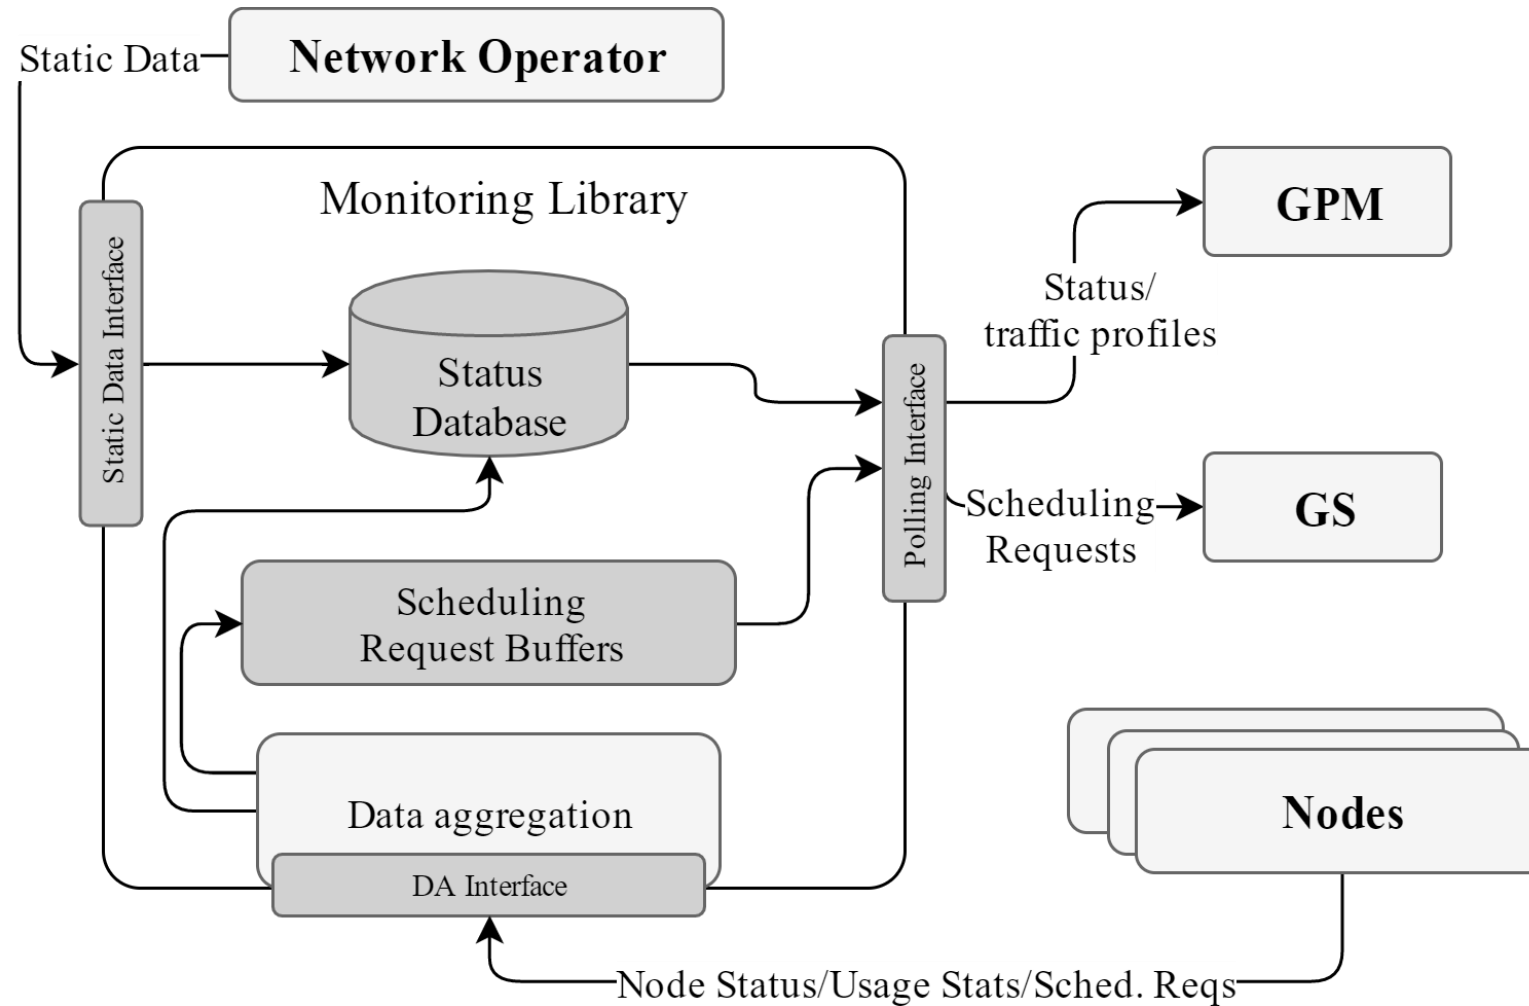 Static Data
Network Operator
Monitoring Library
GPM
Static Data Interface
Status/
traffic profiles
Status
Database
Polling Interface
Scheduling
Requests
GS
Scheduling
Request Buffers
Data aggregation
DA Interface
Nodes
Node Status/Usage Stats/Sched. Reqs